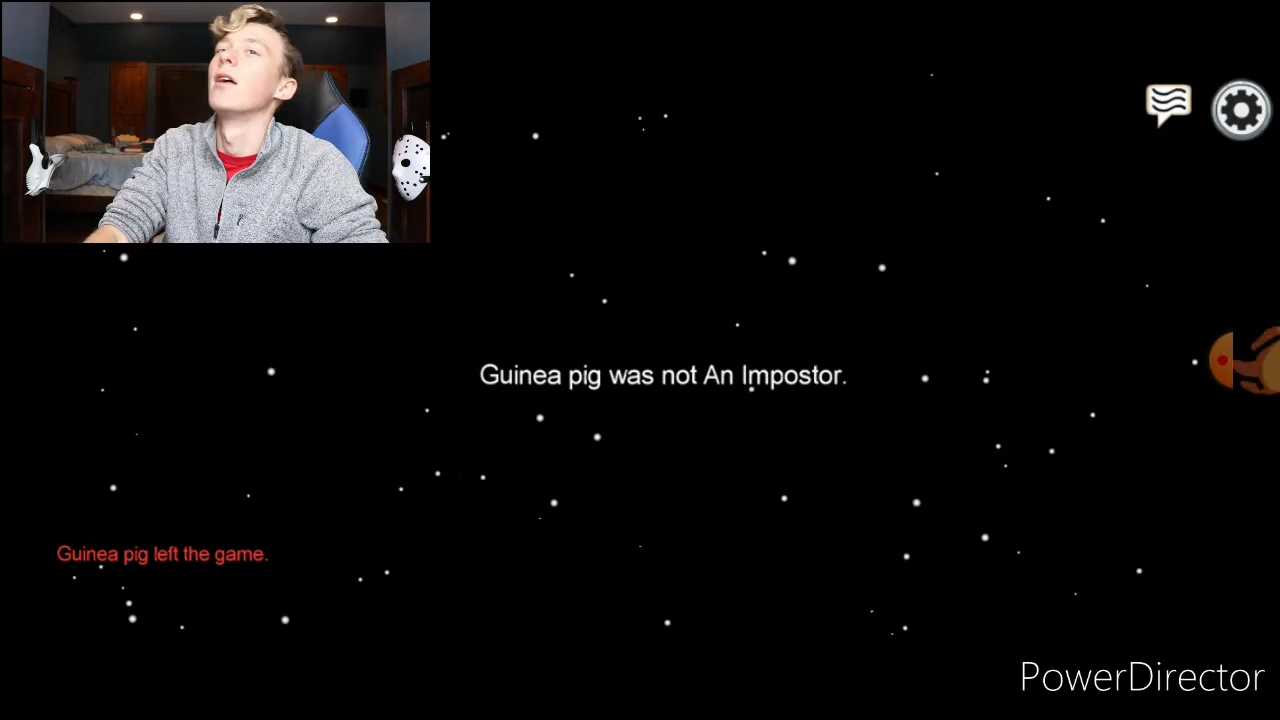 Guinea pig was not An Impostor.
Guinea pig left the game.
PowerDirector